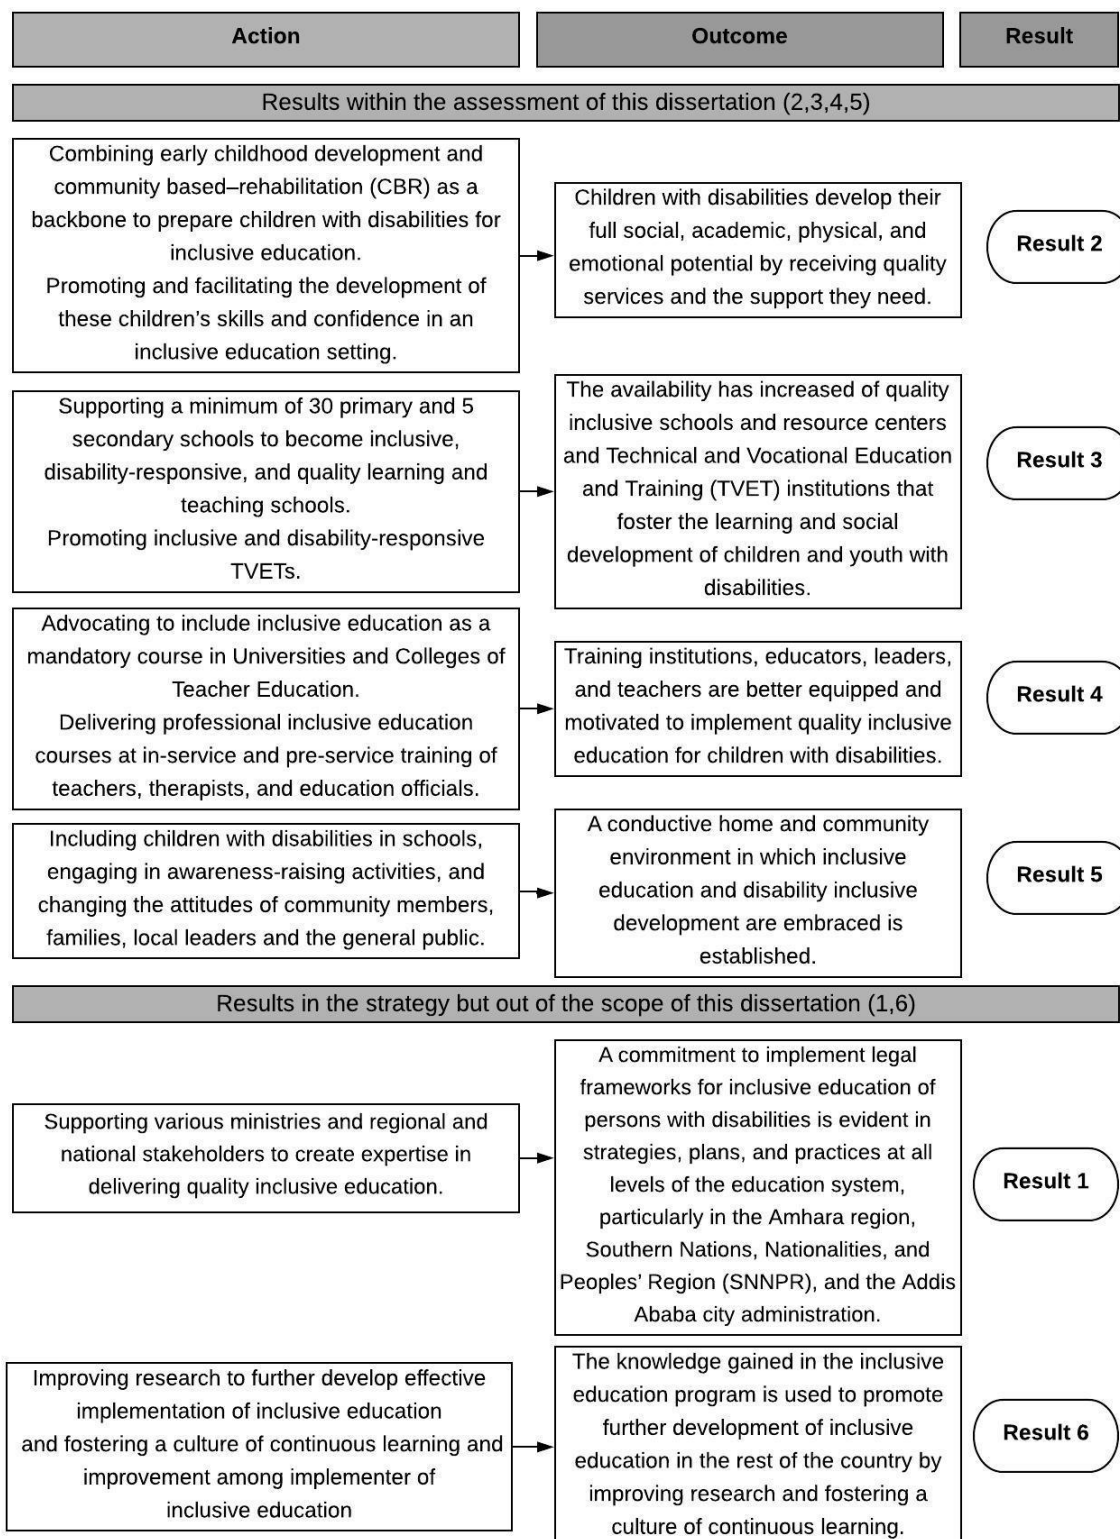 Action
Outcome
Result
Results within the assessment of this dissertation (2,3,4,5)
Combining early childhood development and
community based–rehabilitation (CBR) as a
backbone to prepare children with disabilities for
inclusive education.
Promoting and facilitating the development of
these children’s skills and confidence in an
inclusive education setting.
Children with disabilities develop their
full social, academic, physical, and
emotional potential by receiving quality
services and the support they need.
Result 2
Supporting a minimum of 30 primary and 5
secondary schools to become inclusive,
disability-responsive, and quality learning and
teaching schools.
Promoting inclusive and disability-responsive
TVETs.
The availability has increased of quality
inclusive schools and resource centers
and Technical and Vocational Education
and Training (TVET) institutions that
foster the learning and social
development of children and youth with
disabilities.
Result 3
Advocating to include inclusive education as a
mandatory course in Universities and Colleges of
Teacher Education.
Delivering professional inclusive education
courses at in-service and pre-service training of
teachers, therapists, and education officials.
Training institutions, educators, leaders,
and teachers are better equipped and
motivated to implement quality inclusive
education for children with disabilities.
Result 4
Including children with disabilities in schools,
engaging in awareness-raising activities, and
changing the attitudes of community members,
families, local leaders and the general public.
A conductive home and community
environment in which inclusive
education and disability inclusive
development are embraced is
established.
Result 5
Results in the strategy but out of the scope of this dissertation (1,6)
Supporting various ministries and regional and
national stakeholders to create expertise in
delivering quality inclusive education.
A commitment to implement legal
frameworks for inclusive education of
persons with disabilities is evident in
strategies, plans, and practices at all
levels of the education system,
particularly in the Amhara region,
Southern Nations, Nationalities, and
Peoples’ Region (SNNPR), and the Addis
Ababa city administration.
Result 1
Improving research to further develop effective
implementation of inclusive education
and fostering a culture of continuous learning and
improvement among implementer of
inclusive education
The knowledge gained in the inclusive
education program is used to promote
further development of inclusive
education in the rest of the country by
improving research and fostering a
culture of continuous learning.
Result 6